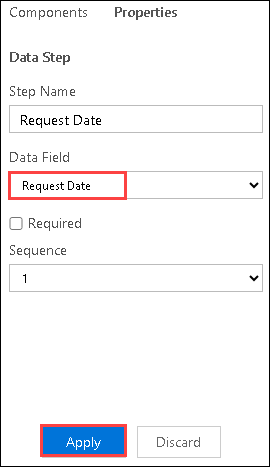 Components Properties
Data Step
Step Name
Request Date
Data Field
Request Date
Required
Sequence
1
Apply Discard